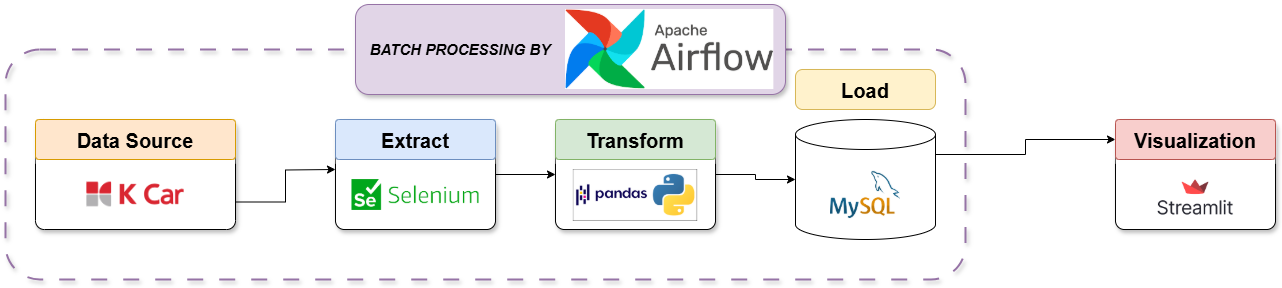 BATCH PROCESSING BY
Apache
Airflow
Load
Data Source
Extract
Transform
Visualization
K Car
Se Selenium
pandas
MySQL
Streamlit